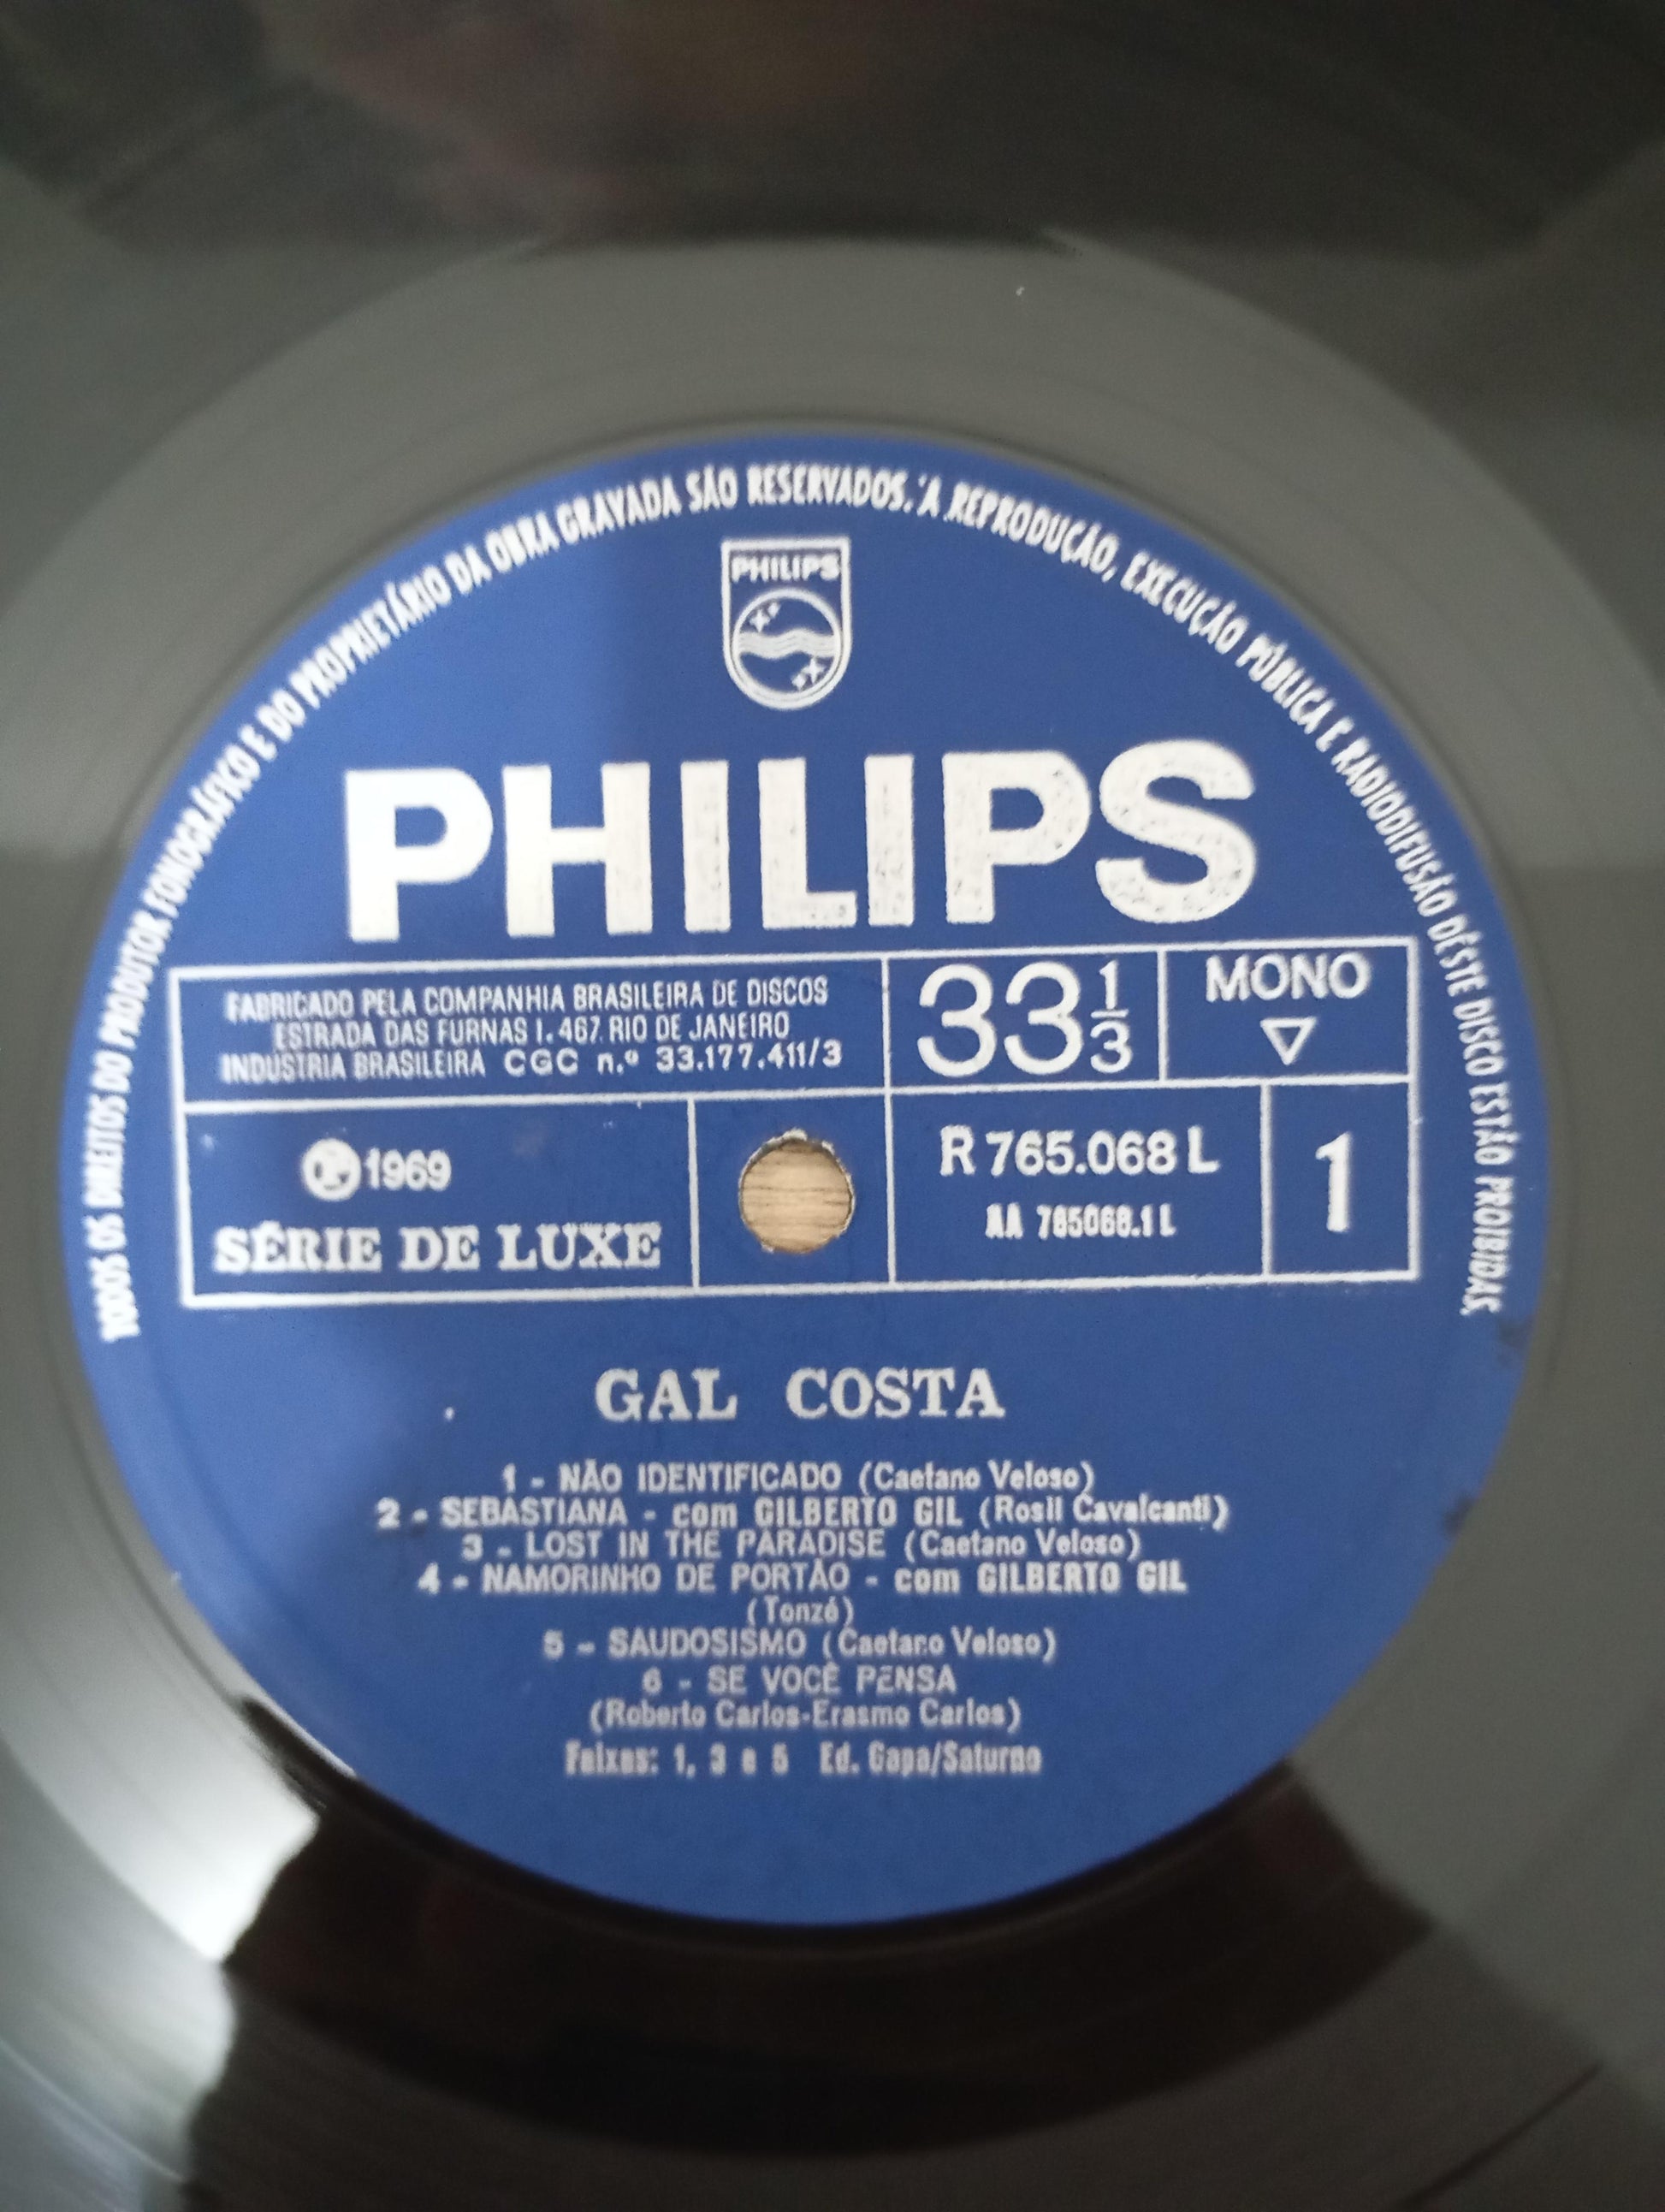 TODOS OS DIREITOS DO PRODUTOR FONOGRÁFICO E DO PROPRIETÁRIO DA OBRA GRAVADA SÃO RESERVADOS. A REPRODUÇÃO, EXECUÇÃO PÚBLICA E RADIODIFUSÃO DÊSTE DISCO ESTÃO PROIBIDAS.
PHILIPS
PHILIPS
FABRICADO PELA COMPANHIA BRASILEIRA DE DISCOS
ESTRADA DAS FURNAS 1.467. RIO DE JANEIRO
INDÚSTRIA BRASILEIRA CGC n.º 33.177.411/3
33 1/3
MONO
▽
Ⓟ 1969
SÉRIE DE LUXE
R 765.068 L
AA 765068.1 L
1
GAL COSTA
1 - NÃO IDENTIFICADO (Caetano Veloso)
2 - SEBASTIANA - com GILBERTO GIL (Rosil Cavalcanti)
3 - LOST IN THE PARADISE (Caetano Veloso)
4 - NAMORINHO DE PORTÃO - com GILBERTO GIL
(Tonzé)
5 - SAUDOSISMO (Caetano Veloso)
6 - SE VOCÊ PENSA
(Roberto Carlos-Erasmo Carlos)
Faixas: 1, 3 e 5 Ed. Gapa/Saturno